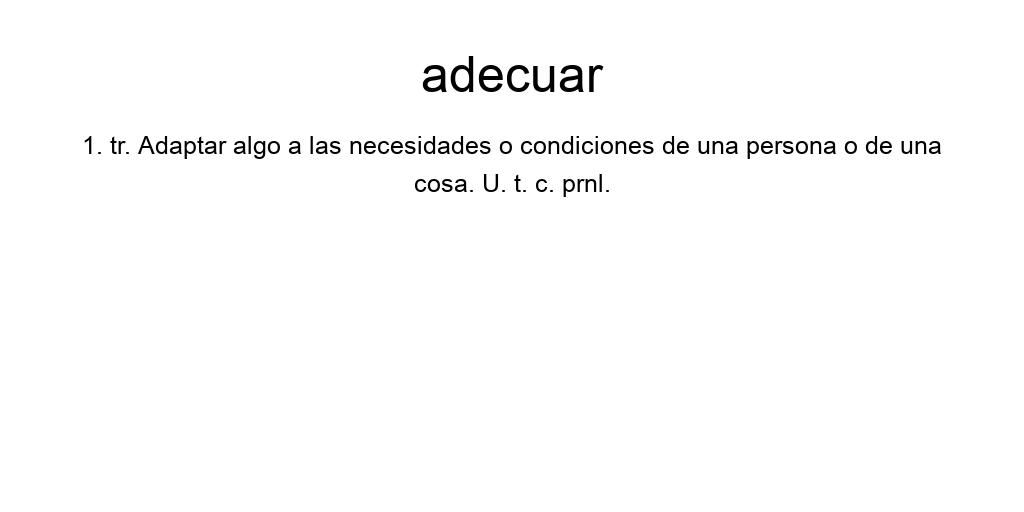 adecuar
1. tr. Adaptar algo a las necesidades o condiciones de una persona o de una
cosa. U. t. c. prnl.